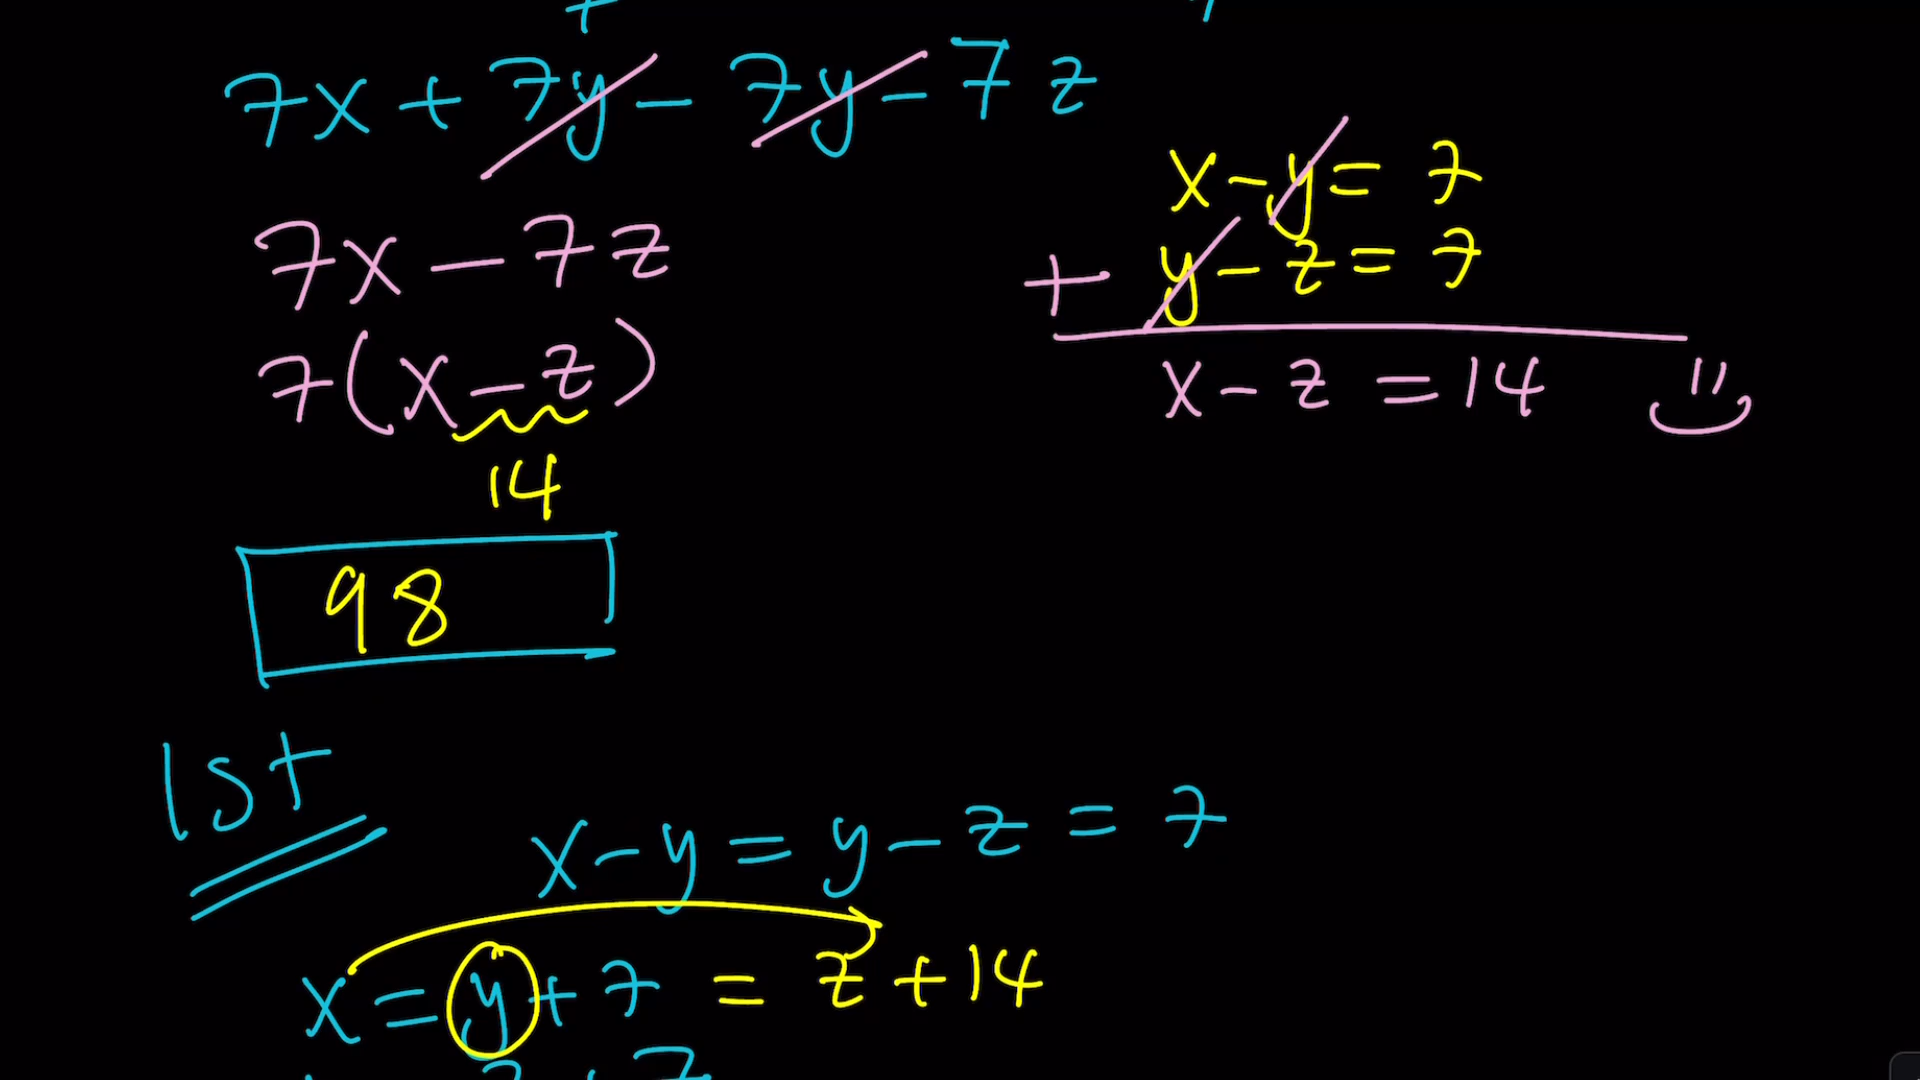 7x + 7y - 7y - 7z
x - y = 7
7x - 7z
+ y - z = 7
7(x - z)
x - z = 14
14
98
1st
x - y = y - z = 7
x = y + 7 = z + 14